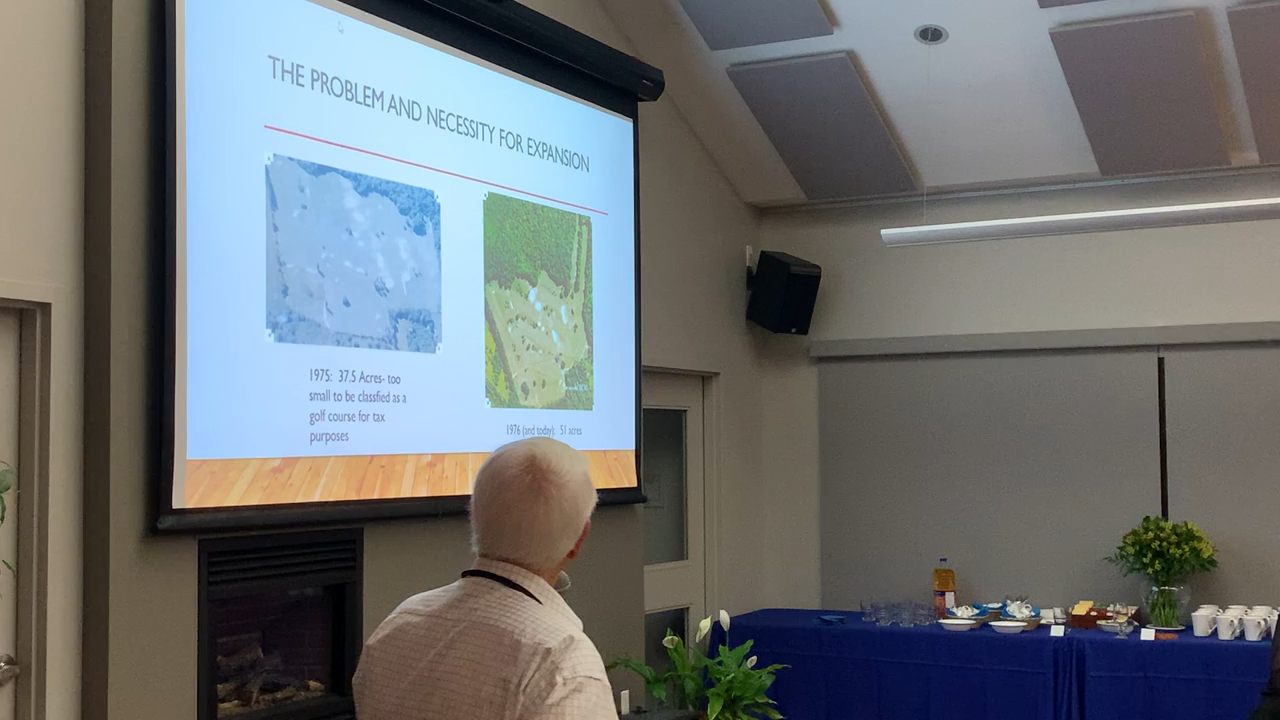 THE PROBLEM AND NECESSITY FOR EXPANSION
1975: 37.5 Acres- too
small to be classfied as a
golf course for tax
purposes
1976 (and today): 51 acres